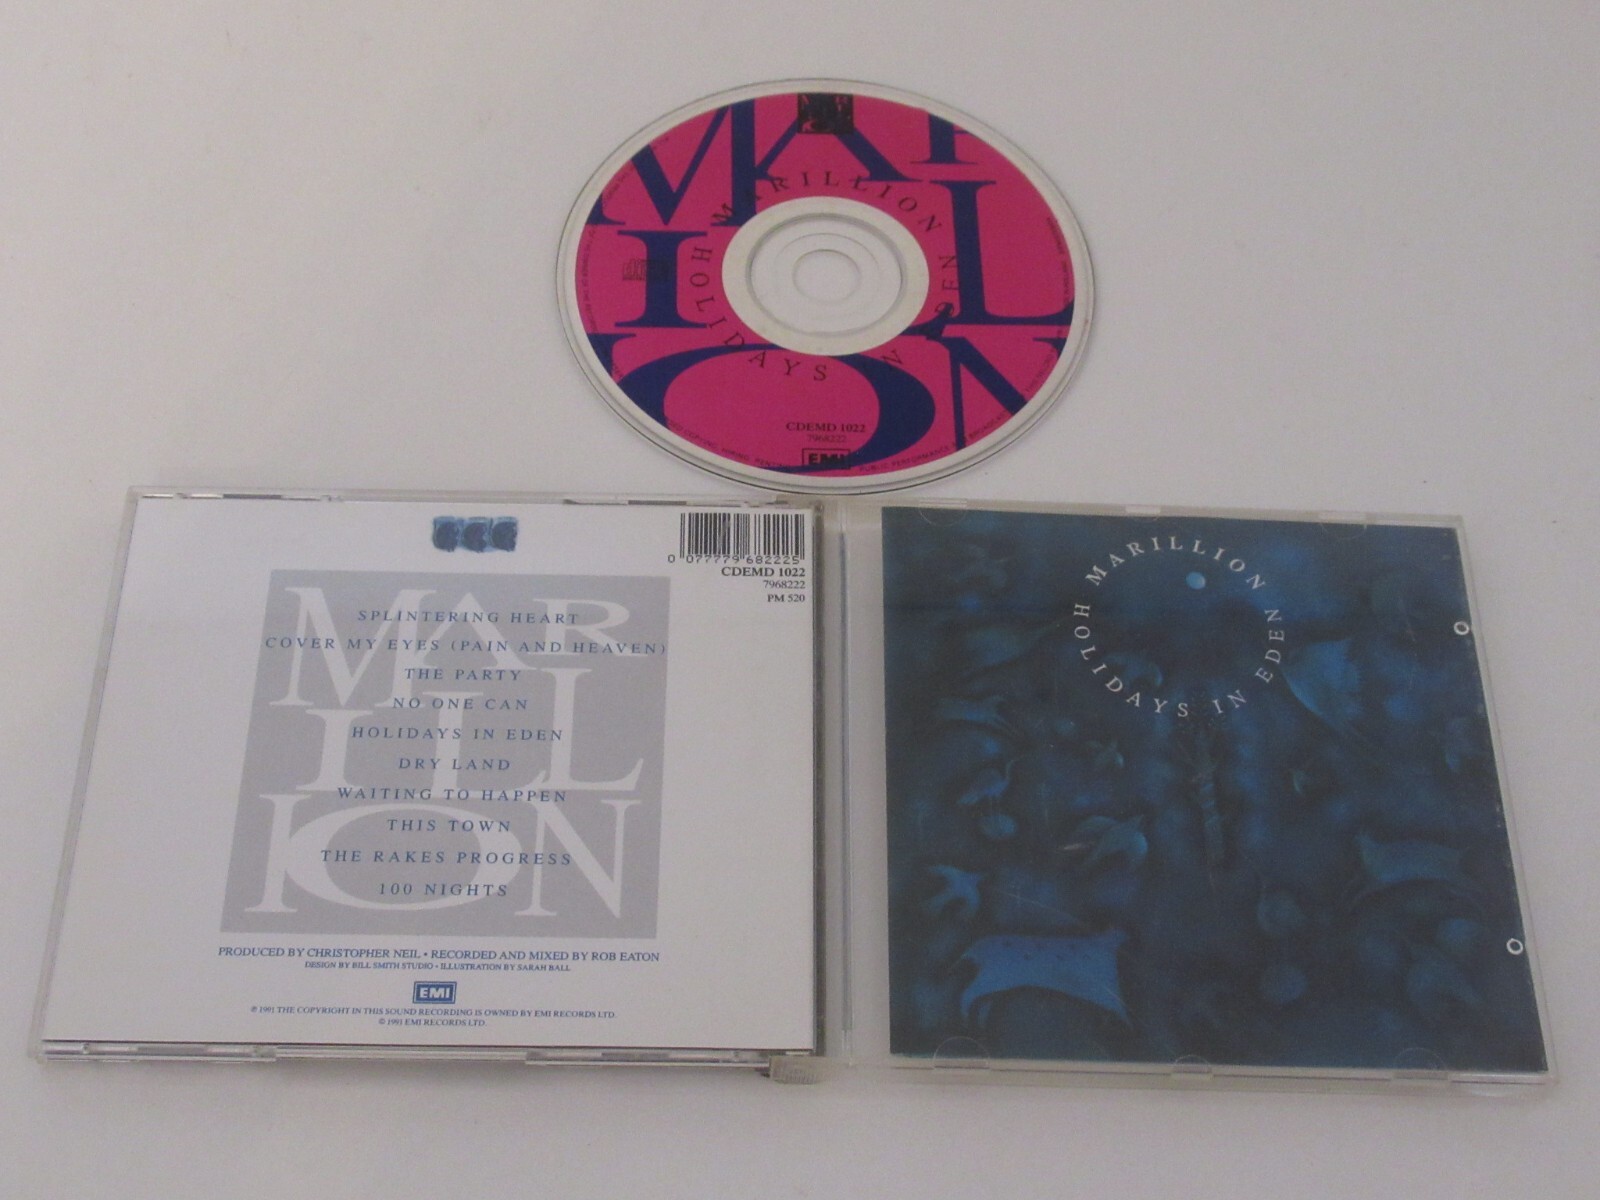 MARILLION
MARILLION
HOLIDAYS IN EDEN
CDEMD 1022
7968222
EMI
0 077779 682225
CDEMD 1022
7968222
PM 520
MARILLION
SPLINTERING HEART
COVER MY EYES (PAIN AND HEAVEN)
THE PARTY
NO ONE CAN
HOLIDAYS IN EDEN
DRY LAND
WAITING TO HAPPEN
THIS TOWN
THE RAKES PROGRESS
100 NIGHTS
PRODUCED BY CHRISTOPHER NEIL • RECORDED AND MIXED BY ROB EATON
DESIGN BY BILL SMITH STUDIO • ILLUSTRATION BY SARAH BALL
EMI
℗ 1991 THE COPYRIGHT IN THIS SOUND RECORDING IS OWNED BY EMI RECORDS LTD.
© 1991 EMI RECORDS LTD.
MARILLION
HOLIDAYS IN EDEN